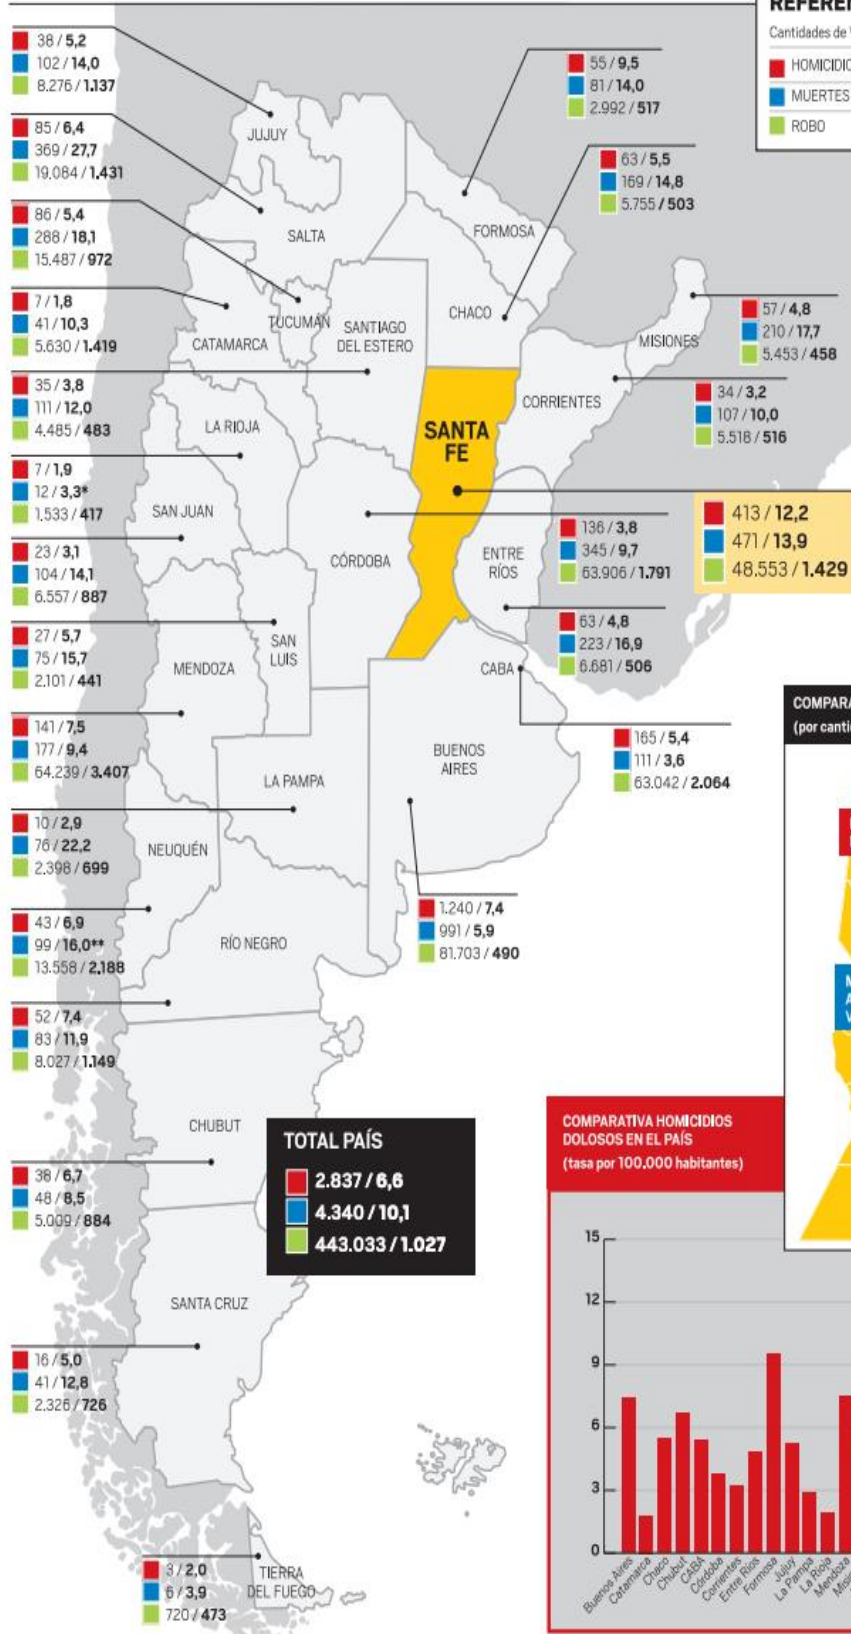 REFEREN
Cantidades de
HOMICIDIO
MUERTES
ROBO
38 / 5,2
102 / 14,0
8.276 / 1.137
85 / 6,4
369 / 27,7
19.084 / 1.431
86 / 5,4
288 / 18,1
15.487 / 972
7 / 1,8
41 / 10,3
5.630 / 1.419
35 / 3,8
111 / 12,0
4.485 / 483
7 / 1,9
12 / 3,3*
1.533 / 417
23 / 3,1
104 / 14,1
6.557 / 887
27 / 5,7
75 / 15,7
2.101 / 441
141 / 7,5
177 / 9,4
64.239 / 3.407
10 / 2,9
76 / 22,2
2.398 / 699
43 / 6,9
99 / 16,0**
13.558 / 2.188
52 / 7,4
83 / 11,9
8.027 / 1.149
38 / 6,7
48 / 8,5
5.009 / 884
16 / 5,0
41 / 12,8
2.326 / 726
3 / 2,0
6 / 3,9
720 / 473
55 / 9,5
81 / 14,0
2.992 / 517
63 / 5,5
169 / 14,8
5.755 / 503
57 / 4,8
210 / 17,7
5.453 / 458
34 / 3,2
107 / 10,0
5.518 / 516
413 / 12,2
471 / 13,9
48.553 / 1.429
136 / 3,8
345 / 9,7
63.906 / 1.791
63 / 4,8
223 / 16,9
6.681 / 506
165 / 5,4
111 / 3,6
63.042 / 2.064
1.240 / 7,4
991 / 5,9
81.703 / 490
JUJUY
SALTA
FORMOSA
CHACO
TUCUMÁN
CATAMARCA
SANTIAGO
DEL ESTERO
MISIONES
CORRIENTES
LA RIOJA
SANTA
FE
SAN JUAN
CÓRDOBA
ENTRE
RÍOS
SAN
LUIS
MENDOZA
CABA
BUENOS
AIRES
LA PAMPA
NEUQUÉN
RÍO NEGRO
CHUBUT
SANTA CRUZ
TIERRA
DEL FUEGO
TOTAL PAÍS
2.837 / 6,6
4.340 / 10,1
443.033 / 1.027
COMPARA
(por canti
M
A
V
COMPARATIVA HOMICIDIOS
DOLOSOS EN EL PAÍS
(tasa por 100.000 habitantes)
15
12
9
6
3
0
Buenos Aires
Catamarca
Chaco
Chubut
CABA
Córdoba
Corrientes
Entre Ríos
Formosa
Jujuy
La Pampa
La Rioja
Mendoza
Mision